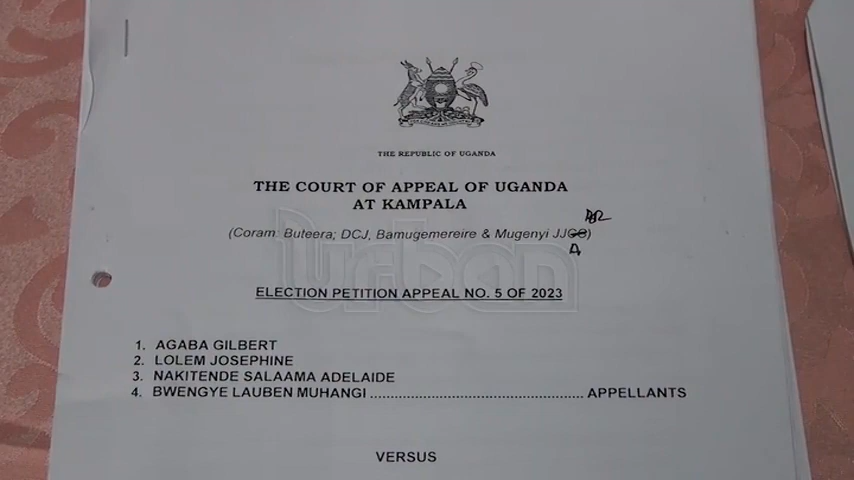 THE REPUBLIC OF UGANDA
THE COURT OF APPEAL OF UGANDA
AT KAMPALA
(Coram: Buteera; DCJ, Bamugemereire & Mugenyi JJ)
urban
ELECTION PETITION APPEAL NO. 5 OF 2023
1. AGABA GILBERT
2. LOLEM JOSEPHINE
3. NAKITENDE SALAAMA ADELAIDE
4. BWENGYE LAUBEN MUHANGI ........................................................ APPELLANTS
VERSUS